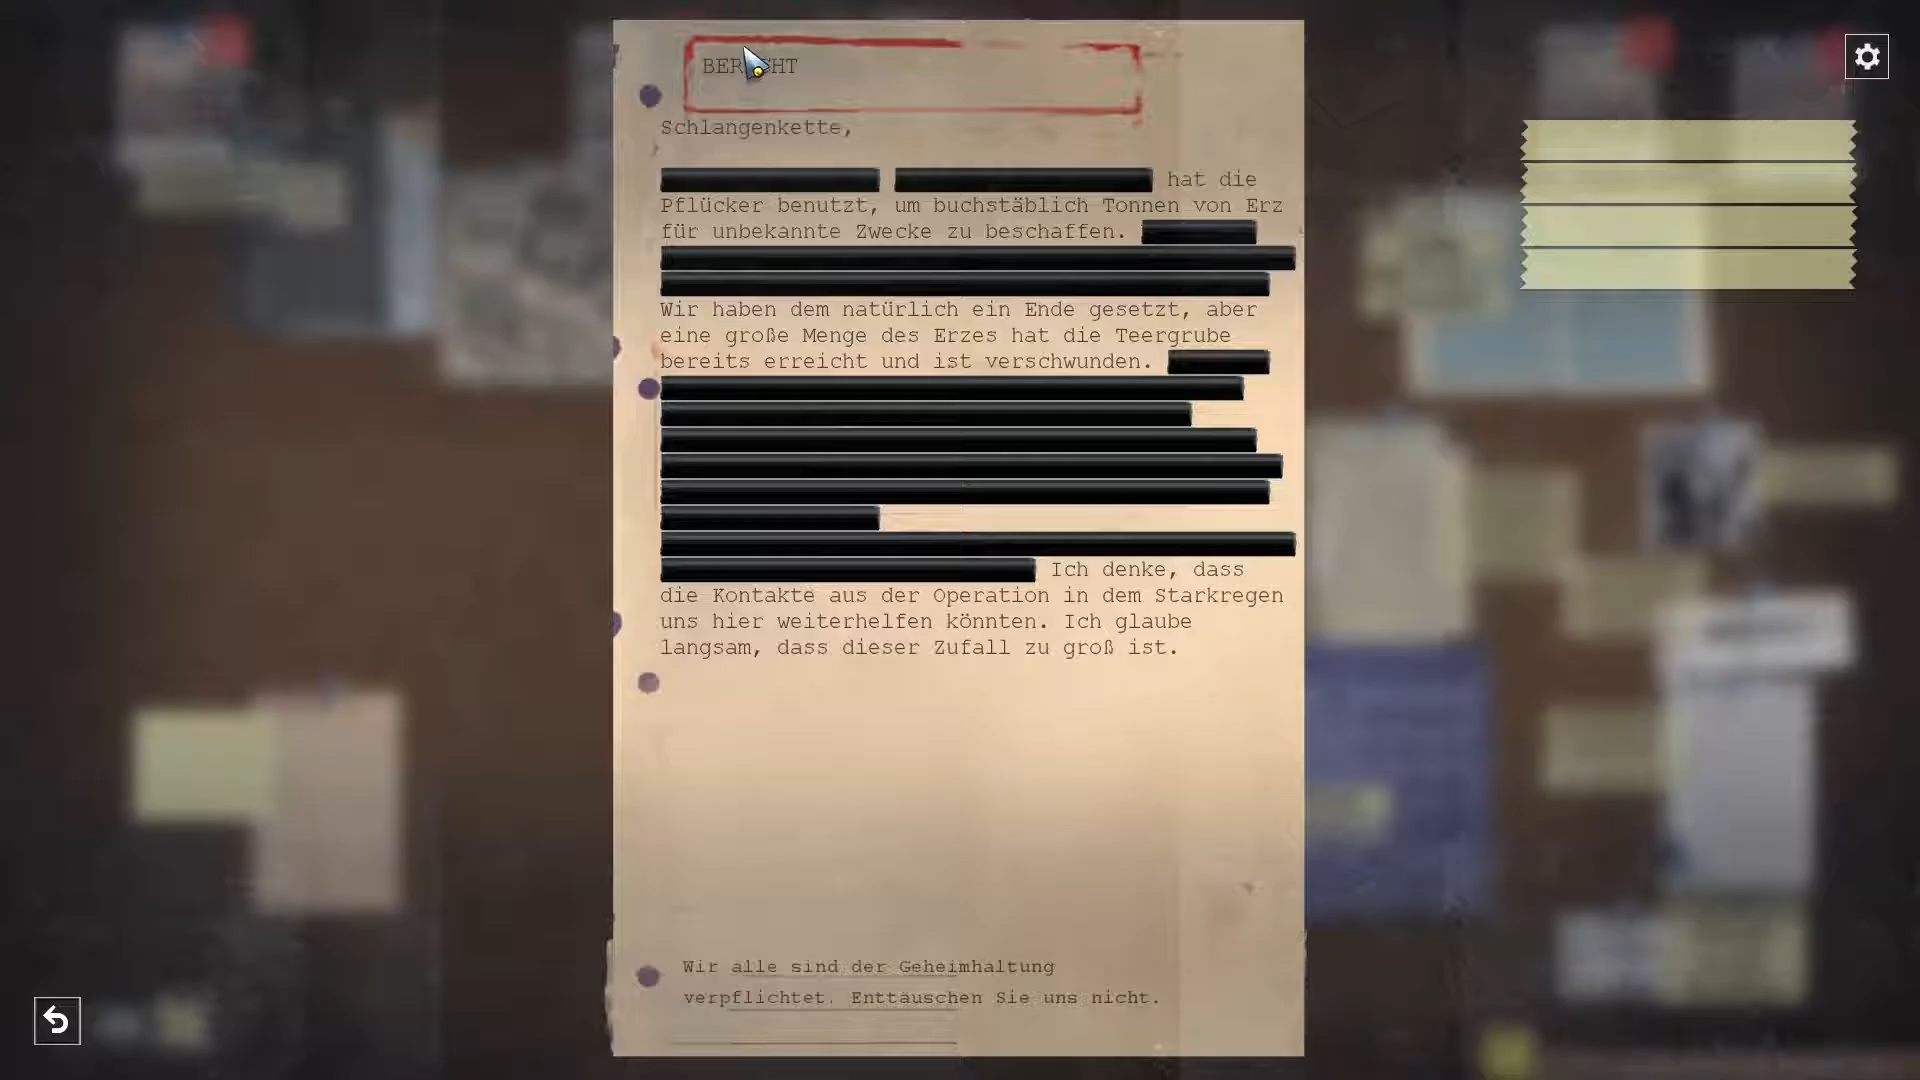 BERICHT
Schlangenkette,
hat die
Pflücker benutzt, um buchstäblich Tonnen von Erz
für unbekannte Zwecke zu beschaffen.
Wir haben dem natürlich ein Ende gesetzt, aber
eine große Menge des Erzes hat die Teergrube
bereits erreicht und ist verschwunden.
Ich denke, dass
die Kontakte aus der Operation in dem Starkregen
uns hier weiterhelfen könnten. Ich glaube
langsam, dass dieser Zufall zu groß ist.
Wir alle sind der Geheimhaltung
verpflichtet. Enttäuschen Sie uns nicht.